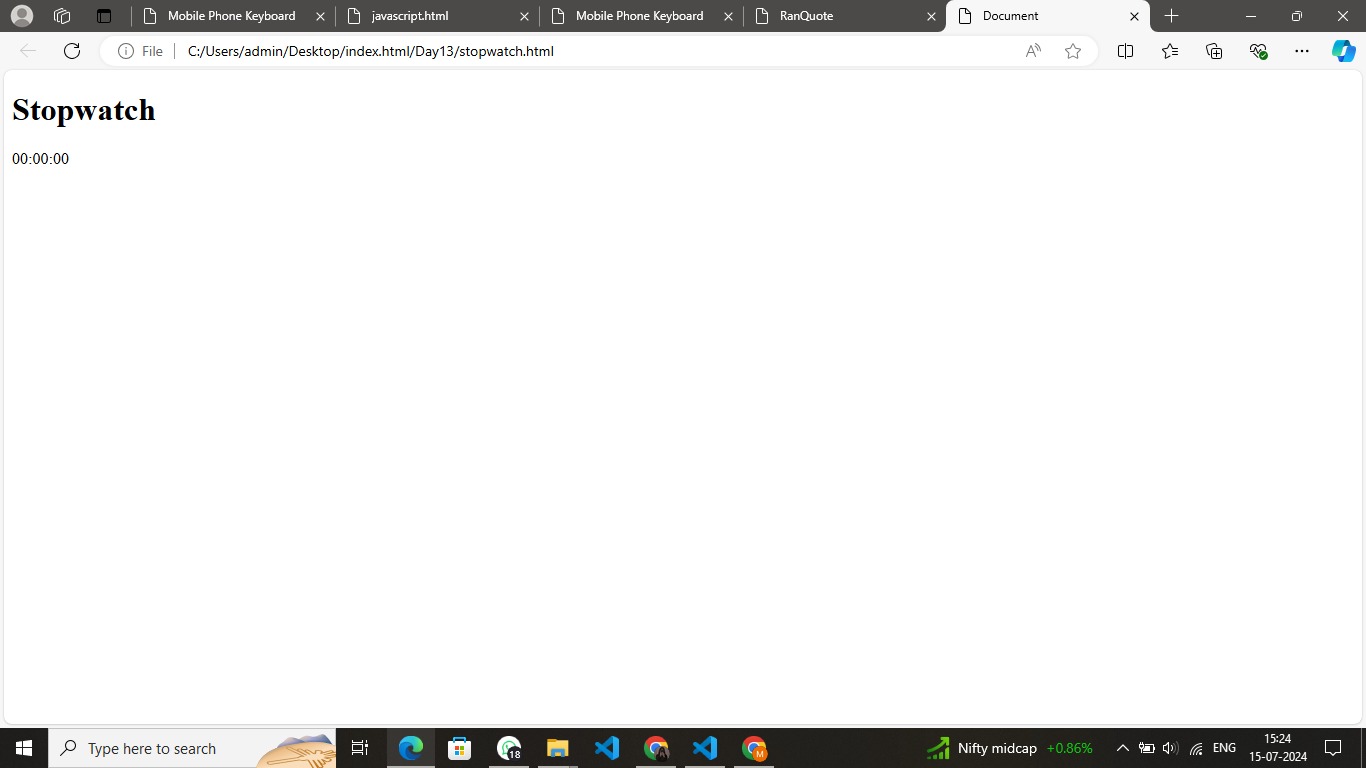 Mobile Phone Keyboard
javascript.html
Mobile Phone Keyboard
RanQuote
Document
File
C:/Users/admin/Desktop/index.html/Day13/stopwatch.html
Stopwatch
00:00:00
Type here to search
18
M
Nifty midcap +0.86%
ENG
15:24
15-07-2024